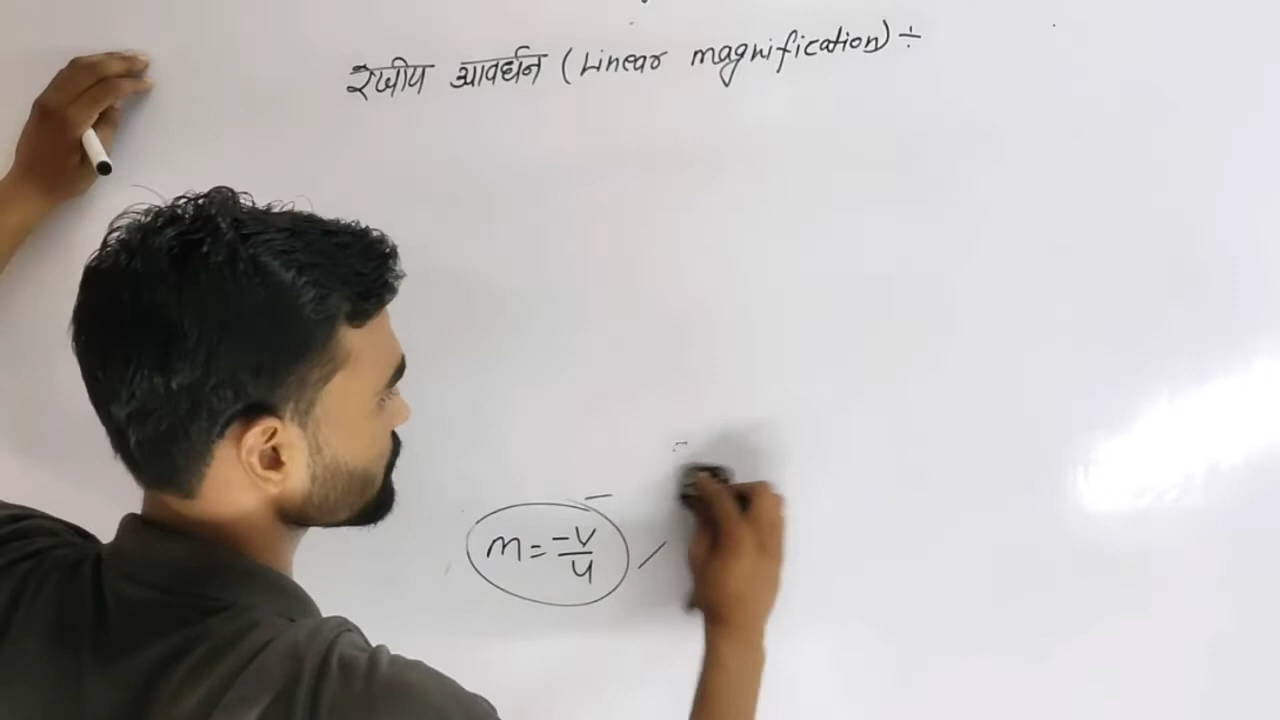 रेखीय आवर्धन (Linear magnification) ÷
m = -v/u